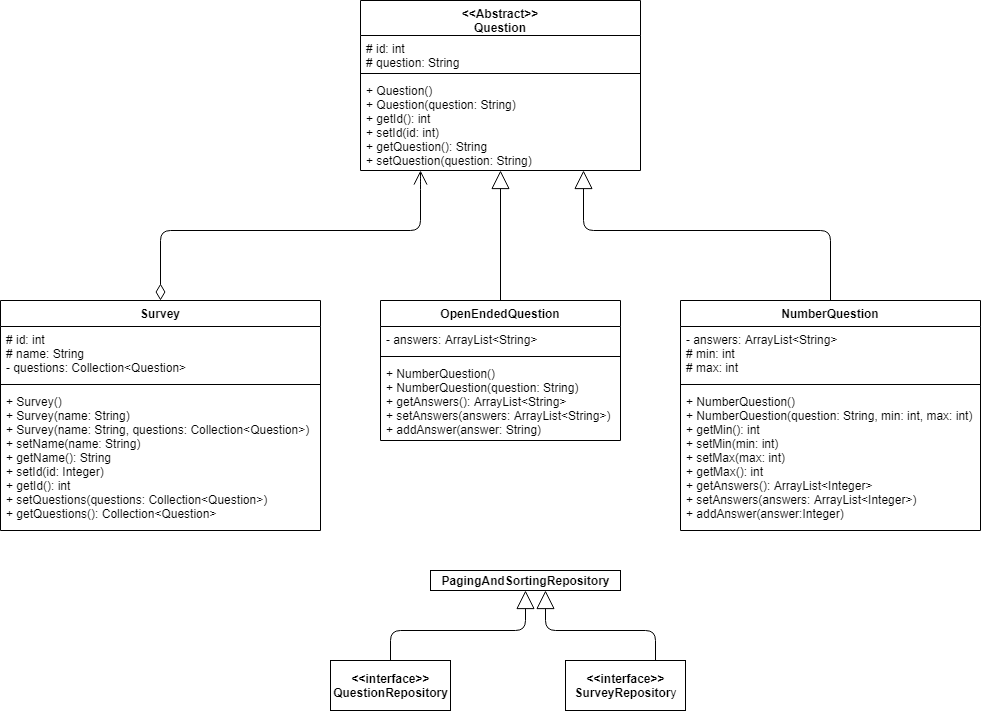 <<Abstract>>
Question
# id: int
# question: String
+ Question()
+ Question(question: String)
+ getId(): int
+ setId(id: int)
+ getQuestion(): String
+ setQuestion(question: String)
Survey
# id: int
# name: String
- questions: Collection<Question>
+ Survey()
+ Survey(name: String)
+ Survey(name: String, questions: Collection<Question>)
+ setName(name: String)
+ getName(): String
+ setId(id: Integer)
+ getId(): int
+ setQuestions(questions: Collection<Question>)
+ getQuestions(): Collection<Question>
OpenEndedQuestion
- answers: ArrayList<String>
+ NumberQuestion()
+ NumberQuestion(question: String)
+ getAnswers(): ArrayList<String>
+ setAnswers(answers: ArrayList<String>)
+ addAnswer(answer: String)
NumberQuestion
- answers: ArrayList<String>
# min: int
# max: int
+ NumberQuestion()
+ NumberQuestion(question: String, min: int, max: int)
+ getMin(): int
+ setMin(min: int)
+ setMax(max: int)
+ getMax(): int
+ getAnswers(): ArrayList<Integer>
+ setAnswers(answers: ArrayList<Integer>)
+ addAnswer(answer:Integer)
PagingAndSortingRepository
<<interface>>
QuestionRepository
<<interface>>
SurveyRepository